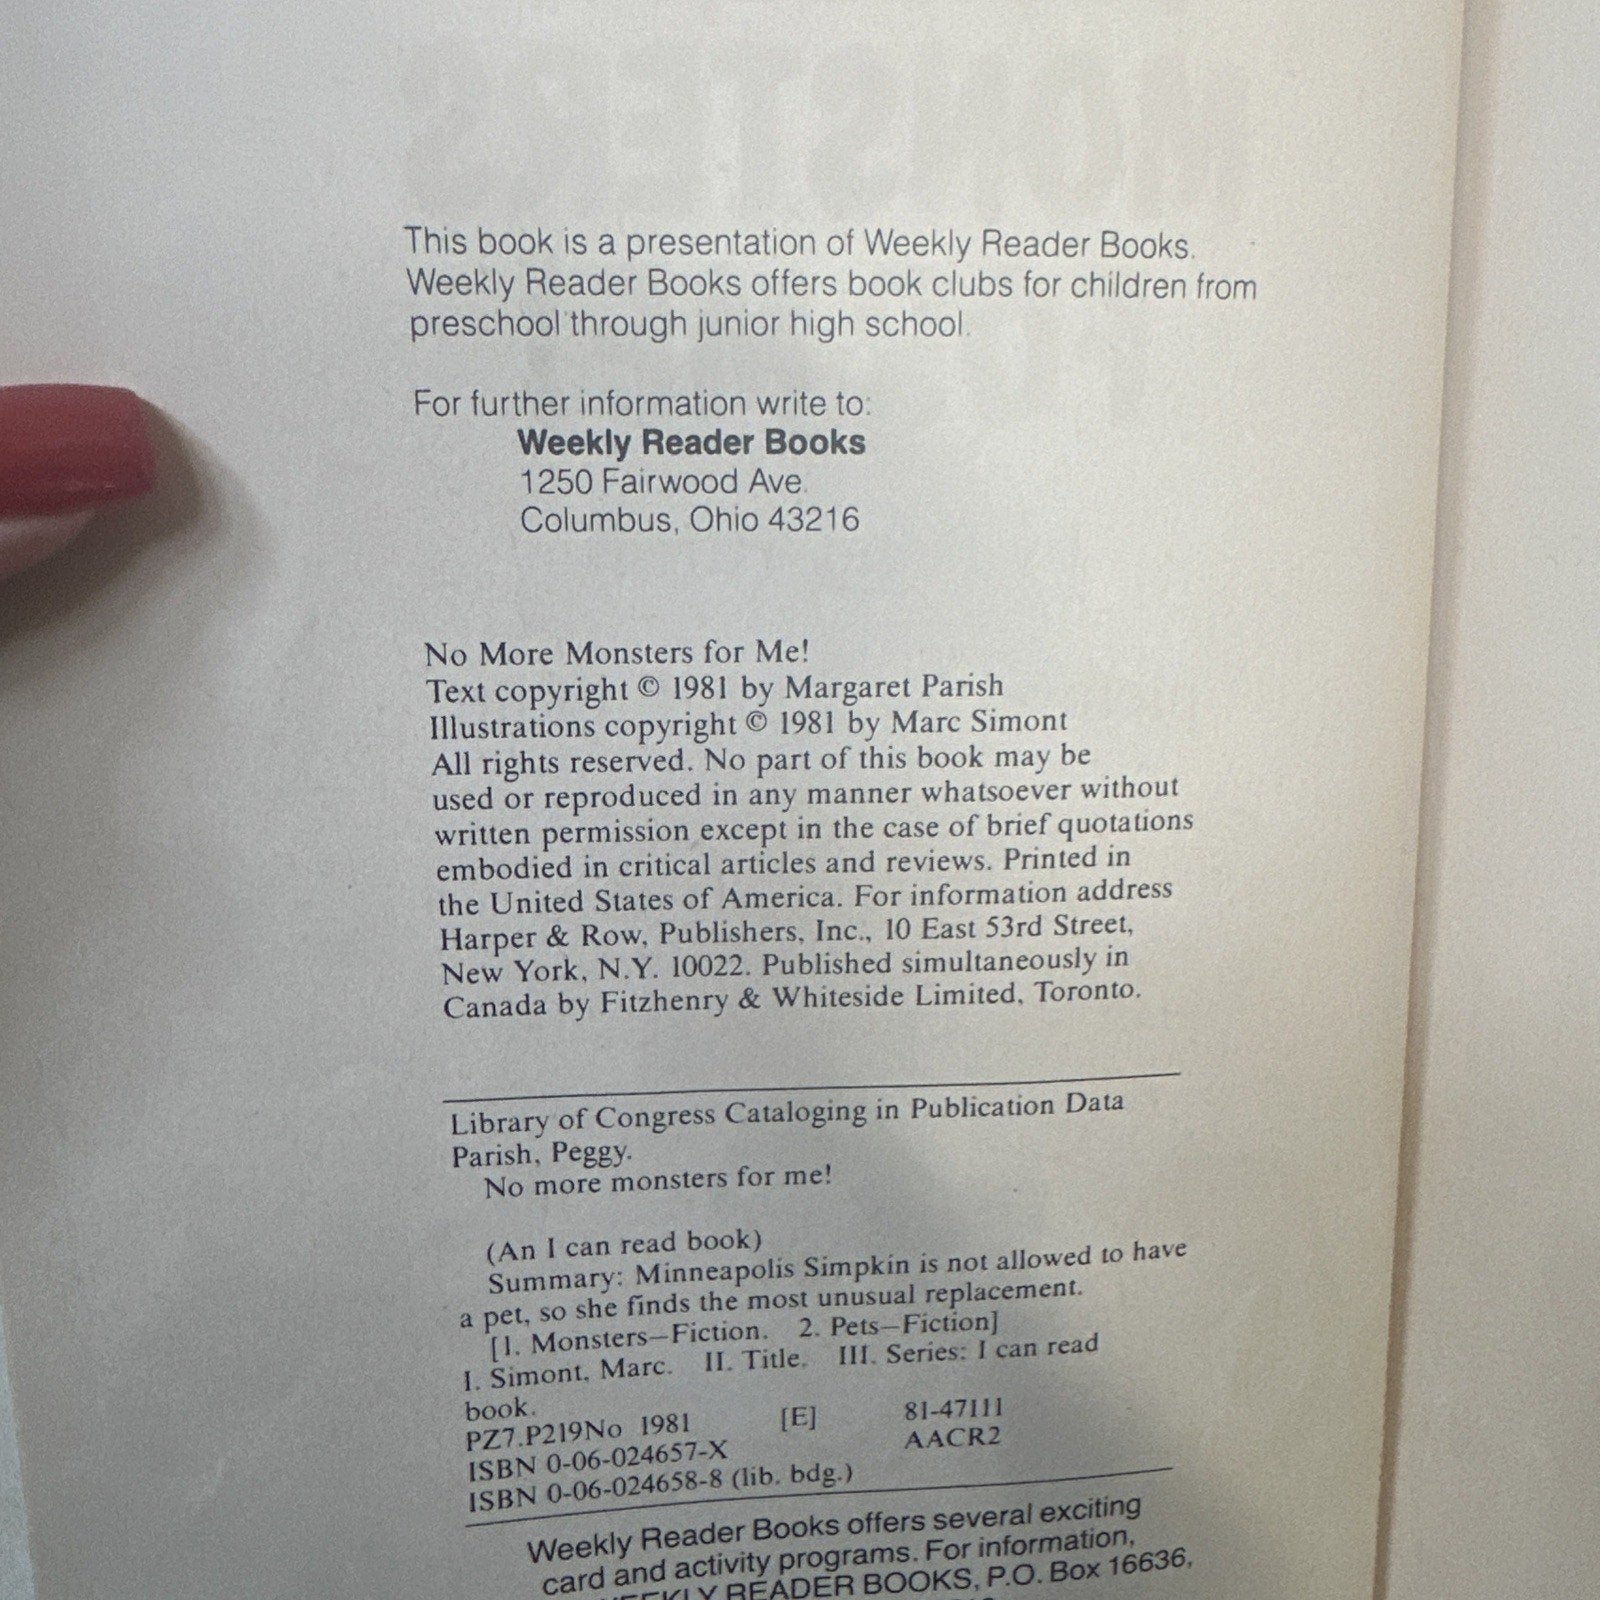 This book is a presentation of Weekly Reader Books.
Weekly Reader Books offers book clubs for children from
preschool through junior high school.
For further information write to:
Weekly Reader Books
1250 Fairwood Ave.
Columbus, Ohio 43216
No More Monsters for Me!
Text copyright © 1981 by Margaret Parish
Illustrations copyright © 1981 by Marc Simont
All rights reserved. No part of this book may be
used or reproduced in any manner whatsoever without
written permission except in the case of brief quotations
embodied in critical articles and reviews. Printed in
the United States of America. For information address
Harper & Row, Publishers, Inc., 10 East 53rd Street,
New York, N.Y. 10022. Published simultaneously in
Canada by Fitzhenry & Whiteside Limited, Toronto.
Library of Congress Cataloging in Publication Data
Parish, Peggy.
No more monsters for me!
(An I can read book)
Summary: Minneapolis Simpkin is not allowed to have
a pet, so she finds the most unusual replacement.
[1. Monsters—Fiction. 2. Pets—Fiction]
I. Simont, Marc. II. Title. III. Series: I can read
book.
PZ7.P219No 1981 [E] 81-47111
ISBN 0-06-024657-X AACR2
ISBN 0-06-024658-8 (lib. bdg.)
Weekly Reader Books offers several exciting
card and activity programs. For information,
WEEKLY READER BOOKS, P.O. Box 16636,